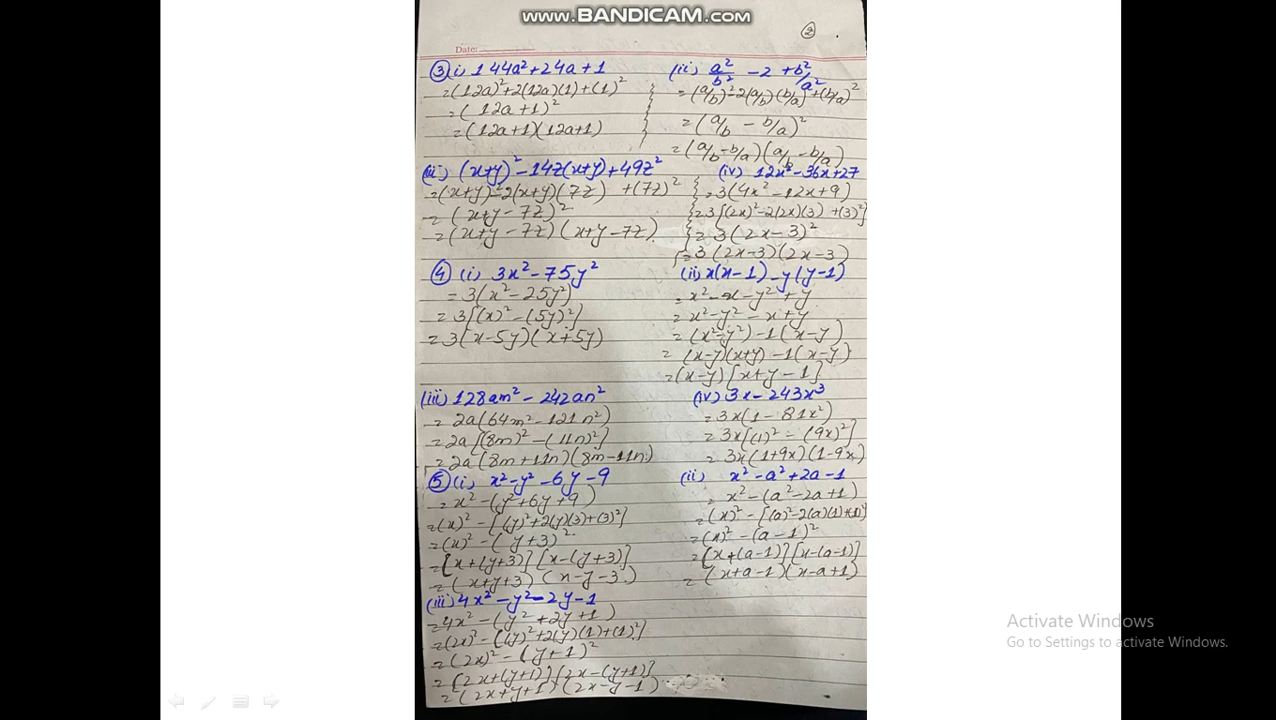 www.BANDICAM.com
2
Date:
③ i) 144a²+24a+1
=(12a)²+2(12a)(1)+(1)²
=(12a+1)²
=(12a+1)(12a+1)
(ii) a²/b² -2 +b²/a²
=(a/b)²-2(a/b)(b/a)+(b/a)²
=(a/b - b/a)²
=(a/b-b/a)(a/b-b/a)
(iii) (x+y)²-14z(x+y)+49z²
=(x+y)²-2(x+y)(7z) +(7z)²
=(x+y-7z)²
=(x+y-7z)(x+y-7z)
(iv) 12x²-36x+27
=3(4x²-12x+9)
=3[(2x)²-2(2x)(3)+(3)²]
=3(2x-3)²
=3(2x-3)(2x-3)
④ (i) 3x²-75y²
=3(x²-25y²)
=3[(x)²-(5y)²]
=3(x-5y)(x+5y)
(ii) x(x-1)-y(y-1)
=x²-x-y²+y
=x²-y²-x+y
=(x²-y²)-1(x-y)
=(x-y)(x+y)-1(x-y)
=(x-y)[x+y-1]
(iii) 128am²-242an²
=2a(64m²-121n²)
=2a[(8m)²-(11n)²]
=2a(8m+11n)(8m-11n)
(iv) 3x-243x³
=3x(1-81x²)
=3x[(1)²-(9x)²]
=3x(1+9x)(1-9x)
⑤ (i) x²-y²-6y-9
=x²-(y²+6y+9)
=(x)²-[(y)²+2(y)(3)+(3)²]
=(x)²-(y+3)²
=[x+(y+3)][x-(y+3)]
=(x+y+3)(x-y-3)
(ii) x²-a²+2a-1
=x²-(a²-2a+1)
=(x)²-[(a)²-2(a)(1)+(1)²]
=(x)²-(a-1)²
=[x+(a-1)][x-(a-1)]
=(x+a-1)(x-a+1)
(iii) 4x²-y²-2y-1
=4x²-(y²+2y+1)
=(2x)²-[(y)²+2(y)(1)+(1)²]
=(2x)²-(y+1)²
=[2x+(y+1)][2x-(y+1)]
=(2x+y+1)(2x-y-1)
Activate Windows
Go to Settings to activate Windows.